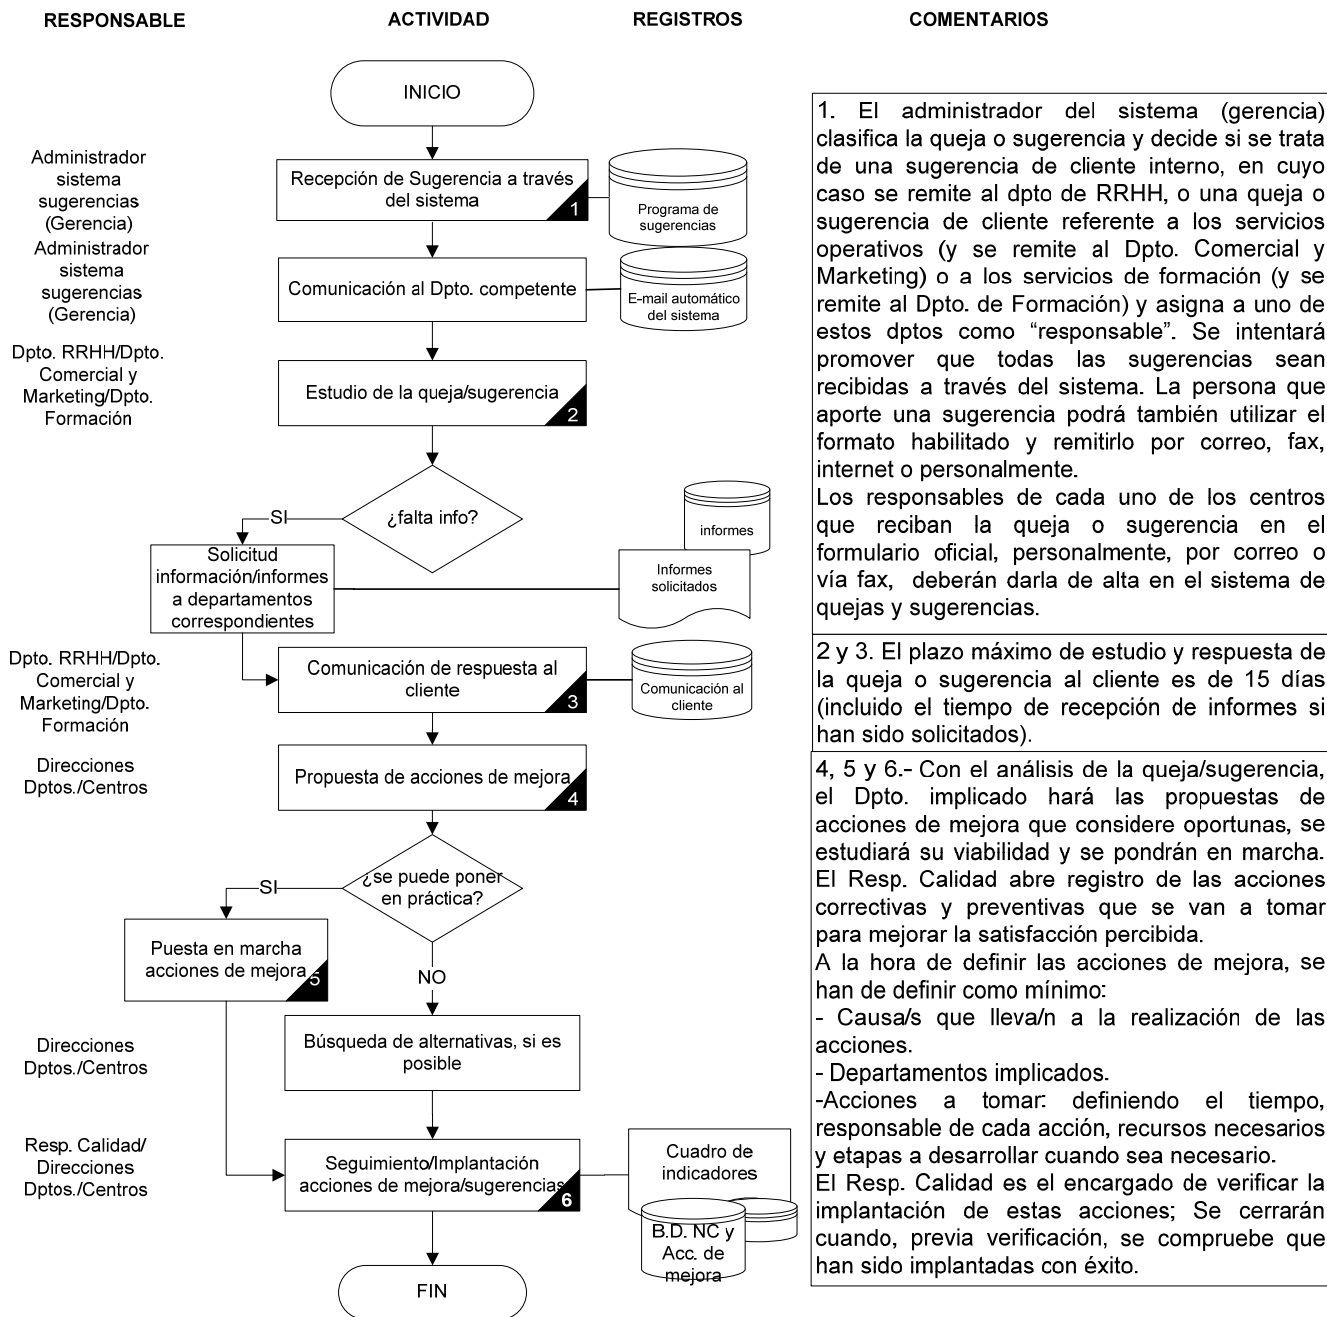 RESPONSABLE
ACTIVIDAD
REGISTROS
COMENTARIOS
INICIO
Administrador
sistema
sugerencias
(Gerencia)
Recepción de Sugerencia a través
del sistema
1
Programa de
sugerencias
Administrador
sistema
sugerencias
(Gerencia)
Comunicación al Dpto. competente
E-mail automático
del sistema
Dpto. RRHH/Dpto.
Comercial y
Marketing/Dpto.
Formación
Estudio de la queja/sugerencia
2
¿falta info?
SI
Solicitud
información/informes
a departamentos
correspondientes
informes
Informes
solicitados
Dpto. RRHH/Dpto.
Comercial y
Marketing/Dpto.
Formación
Comunicación de respuesta al
cliente
3
Comunicación al
cliente
Direcciones
Dptos./Centros
Propuesta de acciones de mejora
4
¿se puede poner
en práctica?
SI
Puesta en marcha
acciones de mejora
5
NO
Direcciones
Dptos./Centros
Búsqueda de alternativas, si es
posible
Resp. Calidad/
Direcciones
Dptos./Centros
Seguimiento/Implantación
acciones de mejora/sugerencias
6
Cuadro de
indicadores
B.D. NC y
Acc. de
mejora
FIN
1. El administrador del sistema (gerencia)
clasifica la queja o sugerencia y decide si se trata
de una sugerencia de cliente interno, en cuyo
caso se remite al dpto de RRHH, o una queja o
sugerencia de cliente referente a los servicios
operativos (y se remite al Dpto. Comercial y
Marketing) o a los servicios de formación (y se
remite al Dpto. de Formación) y asigna a uno de
estos dptos como “responsable”. Se intentará
promover que todas las sugerencias sean
recibidas a través del sistema. La persona que
aporte una sugerencia podrá también utilizar el
formato habilitado y remitirlo por correo, fax,
internet o personalmente.
Los responsables de cada uno de los centros
que reciban la queja o sugerencia en el
formulario oficial, personalmente, por correo o
vía fax, deberán darla de alta en el sistema de
quejas y sugerencias.
2 y 3. El plazo máximo de estudio y respuesta de
la queja o sugerencia al cliente es de 15 días
(incluido el tiempo de recepción de informes si
han sido solicitados).
4, 5 y 6.- Con el análisis de la queja/sugerencia,
el Dpto. implicado hará las propuestas de
acciones de mejora que considere oportunas, se
estudiará su viabilidad y se pondrán en marcha.
El Resp. Calidad abre registro de las acciones
correctivas y preventivas que se van a tomar
para mejorar la satisfacción percibida.
A la hora de definir las acciones de mejora, se
han de definir como mínimo:
- Causa/s que lleva/n a la realización de las
acciones.
- Departamentos implicados.
-Acciones a tomar: definiendo el tiempo,
responsable de cada acción, recursos necesarios
y etapas a desarrollar cuando sea necesario.
El Resp. Calidad es el encargado de verificar la
implantación de estas acciones; Se cerrarán
cuando, previa verificación, se compruebe que
han sido implantadas con éxito.